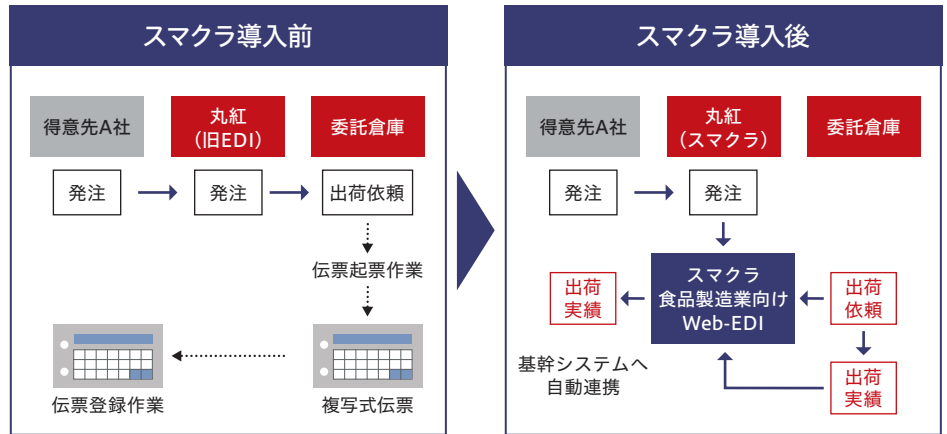 スマクラ導入前
得意先A社
丸紅
（旧EDI）
委託倉庫
発注
発注
出荷依頼
伝票起票作業
伝票登録作業
複写式伝票
スマクラ導入後
得意先A社
丸紅
（スマクラ）
委託倉庫
発注
発注
出荷
実績
スマクラ
食品製造業向け
Web-EDI
出荷
依頼
基幹システムへ
自動連携
出荷
実績